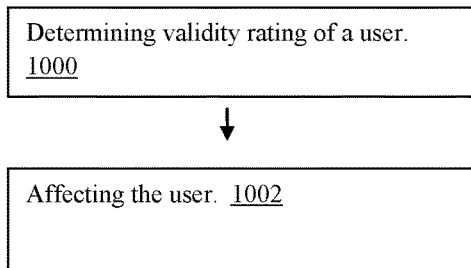 Determining validity rating of a user.
1000
Affecting the user. 1002